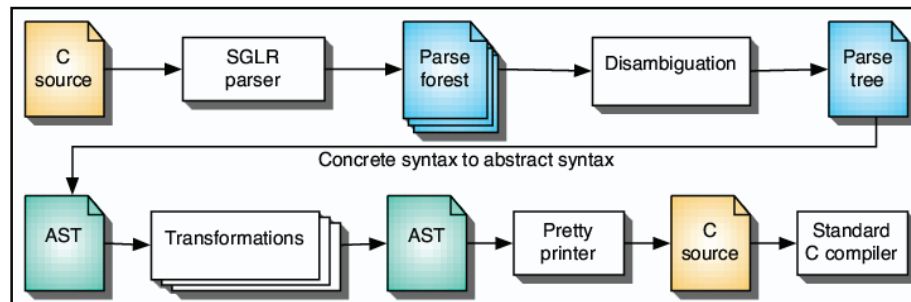 C
source
SGLR
parser
Parse
forest
Disambiguation
Parse
tree
Concrete syntax to abstract syntax
AST
Transformations
AST
Pretty
printer
C
source
Standard
C compiler